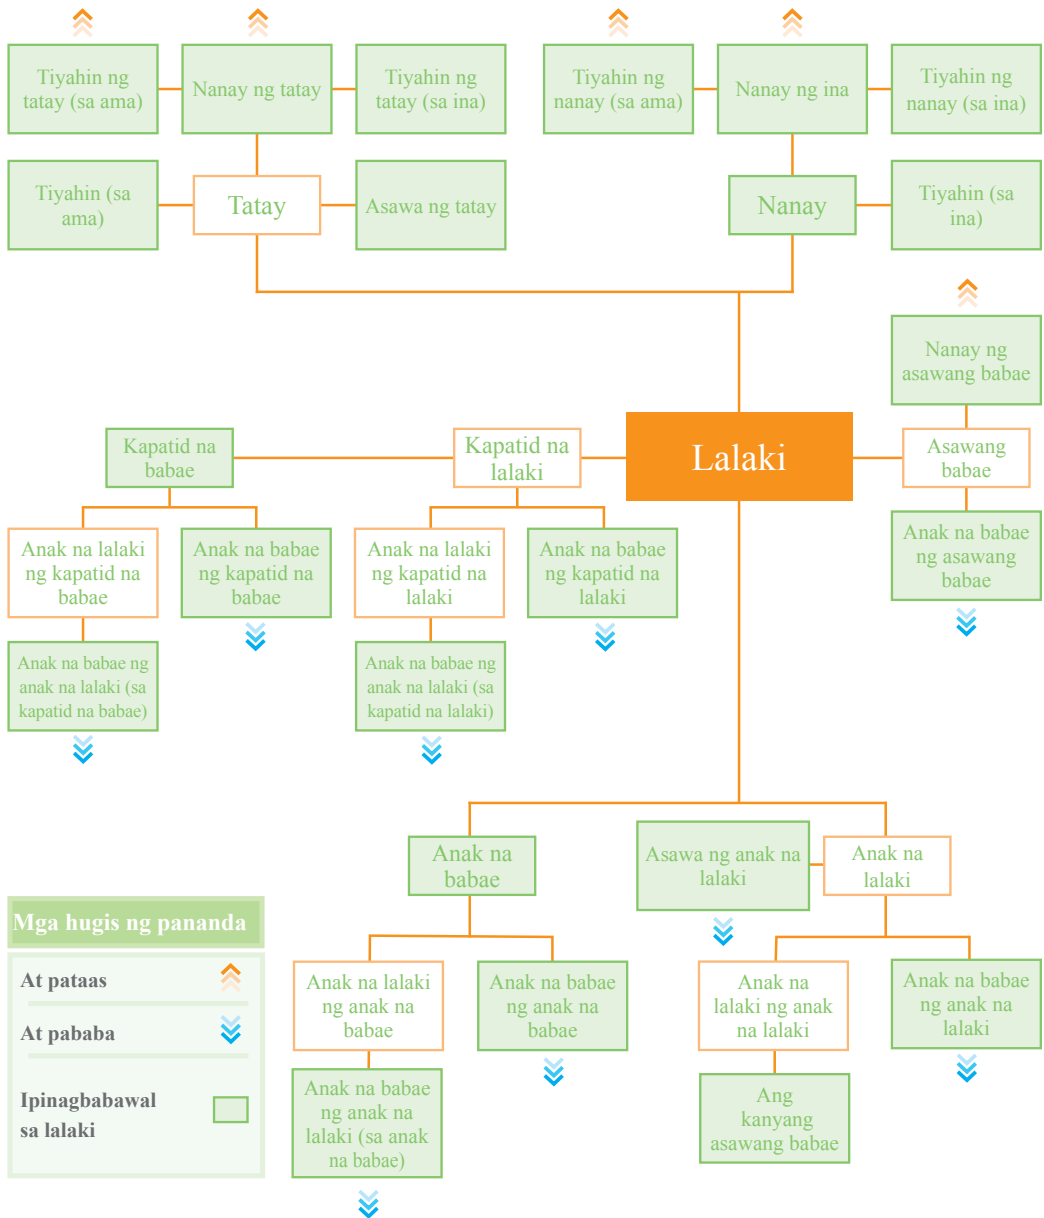 Tiyahin ng
tatay (sa ama)
Nanay ng tatay
Tiyahin ng
tatay (sa ina)
Tiyahin ng
nanay (sa ama)
Nanay ng ina
Tiyahin ng
nanay (sa ina)
Tiyahin (sa
ama)
Tatay
Asawa ng tatay
Nanay
Tiyahin (sa
ina)
Nanay ng
asawang babae
Kapatid na
babae
Kapatid na
lalaki
Lalaki
Asawang
babae
Anak na lalaki
ng kapatid na
babae
Anak na babae
ng kapatid na
babae
Anak na lalaki
ng kapatid na
lalaki
Anak na babae
ng kapatid na
lalaki
Anak na babae
ng asawang
babae
Anak na babae ng
anak na lalaki (sa
kapatid na babae)
Anak na babae ng
anak na lalaki (sa
kapatid na lalaki)
Anak na
babae
Asawa ng anak na
lalaki
Anak na
lalaki
Anak na lalaki
ng anak na
babae
Anak na babae
ng anak na
babae
Anak na
lalaki ng anak
na lalaki
Anak na babae
ng anak na
lalaki
Anak na babae
ng anak na
lalaki (sa anak
na babae)
Ang
kanyang
asawang babae
Mga hugis ng pananda
At pataas
At pababa
Ipinagbabawal
sa lalaki